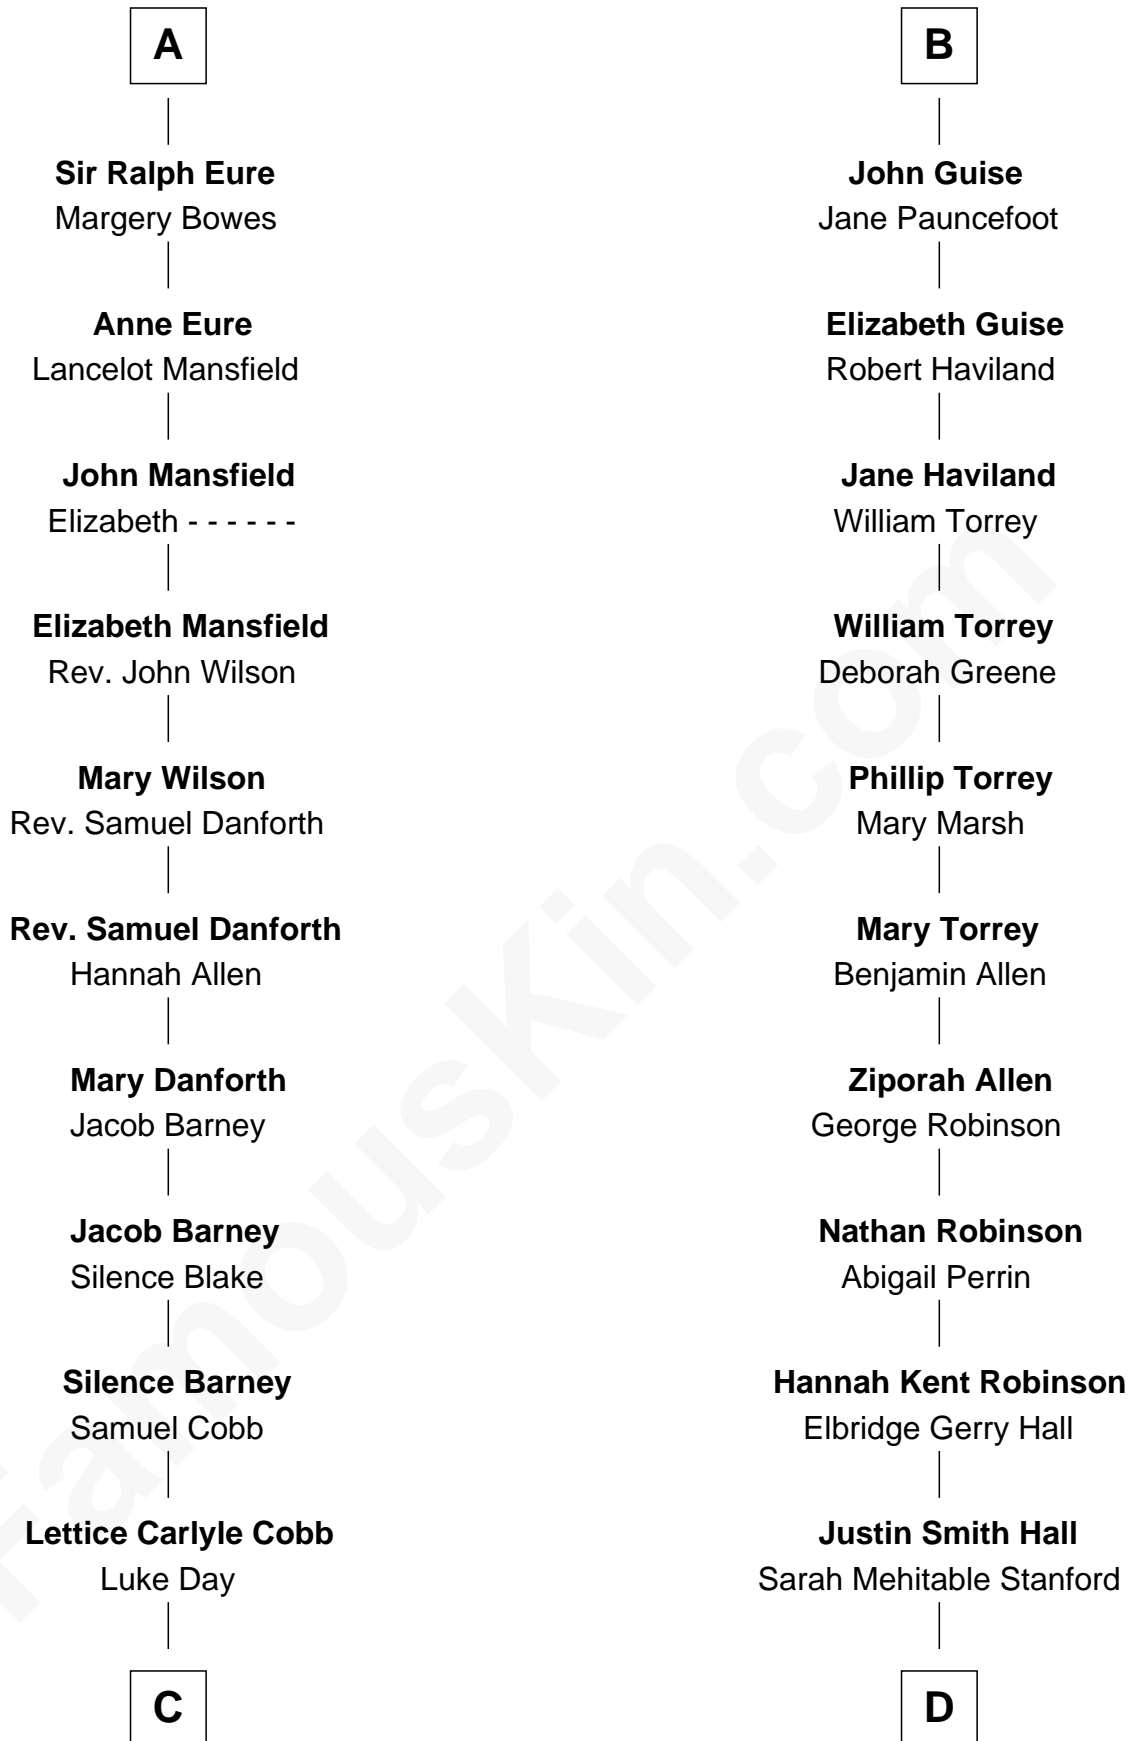 A
Sir Ralph Eure
Margery Bowes
Anne Eure
Lancelot Mansfield
John Mansfield
Elizabeth - - - - - -
Elizabeth Mansfield
Rev. John Wilson
Mary Wilson
Rev. Samuel Danforth
Rev. Samuel Danforth
Hannah Allen
Mary Danforth
Jacob Barney
Jacob Barney
Silence Blake
Silence Barney
Samuel Cobb
Lettice Carlyle Cobb
Luke Day
C
B
John Guise
Jane Pauncefoot
Elizabeth Guise
Robert Haviland
Jane Haviland
William Torrey
William Torrey
Deborah Greene
Phillip Torrey
Mary Marsh
Mary Torrey
Benjamin Allen
Ziporah Allen
George Robinson
Nathan Robinson
Abigail Perrin
Hannah Kent Robinson
Elbridge Gerry Hall
Justin Smith Hall
Sarah Mehitable Stanford
D
FamousKin.com